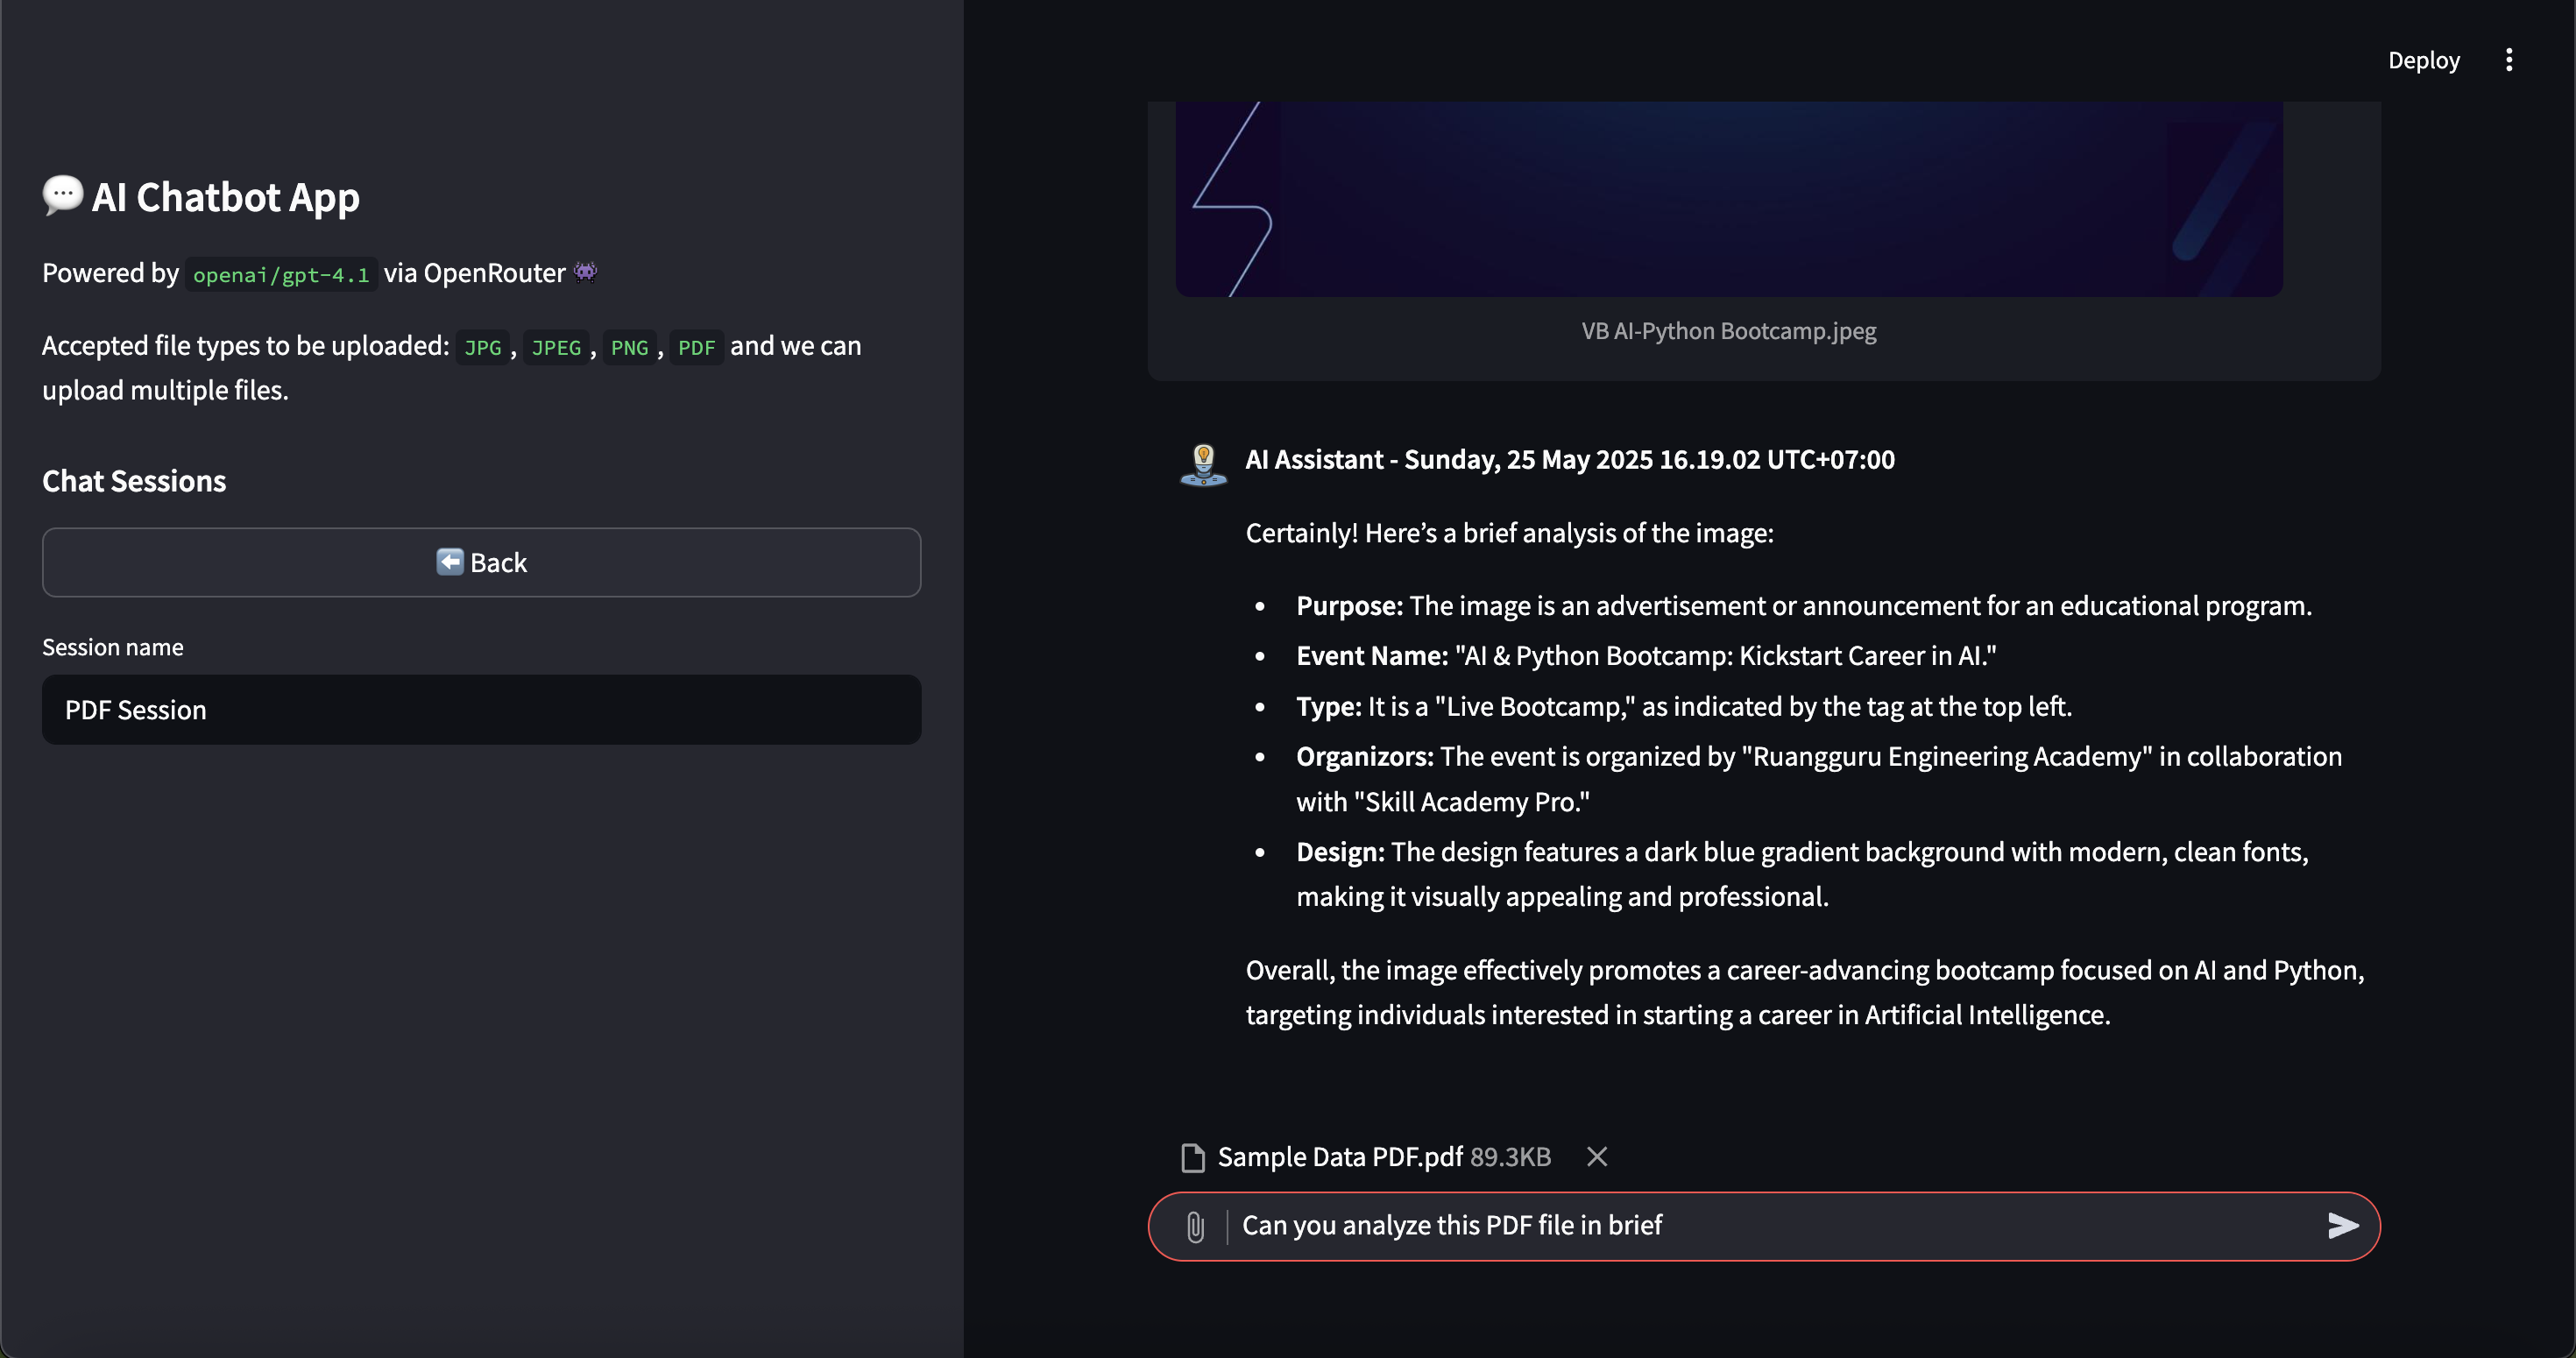 Deploy
💬 AI Chatbot App
Powered by openai/gpt-4.1 via OpenRouter 👾
Accepted file types to be uploaded: JPG, JPEG, PNG, PDF and we can
upload multiple files.
Chat Sessions
⬅️ Back
Session name
PDF Session
VB AI-Python Bootcamp.jpeg
AI Assistant - Sunday, 25 May 2025 16.19.02 UTC+07:00
Certainly! Here’s a brief analysis of the image:
• Purpose: The image is an advertisement or announcement for an educational program.
• Event Name: "AI & Python Bootcamp: Kickstart Career in AI."
• Type: It is a "Live Bootcamp," as indicated by the tag at the top left.
• Organizors: The event is organized by "Ruangguru Engineering Academy" in collaboration
with "Skill Academy Pro."
• Design: The design features a dark blue gradient background with modern, clean fonts,
making it visually appealing and professional.
Overall, the image effectively promotes a career-advancing bootcamp focused on AI and Python,
targeting individuals interested in starting a career in Artificial Intelligence.
Sample Data PDF.pdf 89.3KB
Can you analyze this PDF file in brief